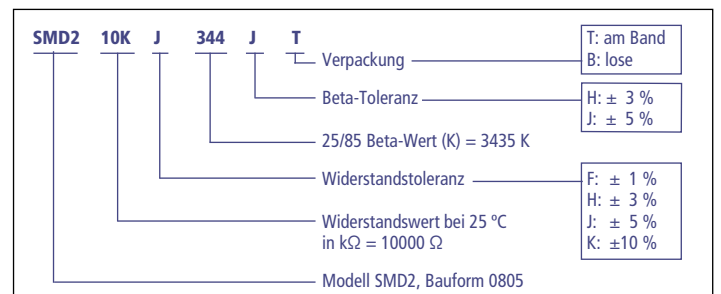 SMD2 10K J 344 J T
Verpackung
T: am Band
B: lose
Beta-Toleranz
H: ± 3 %
J: ± 5 %
25/85 Beta-Wert (K) = 3435 K
Widerstandstoleranz
F: ± 1 %
H: ± 3 %
J: ± 5 %
K: ±10 %
Widerstandswert bei 25 ºC
in kΩ = 10000 Ω
Modell SMD2, Bauform 0805